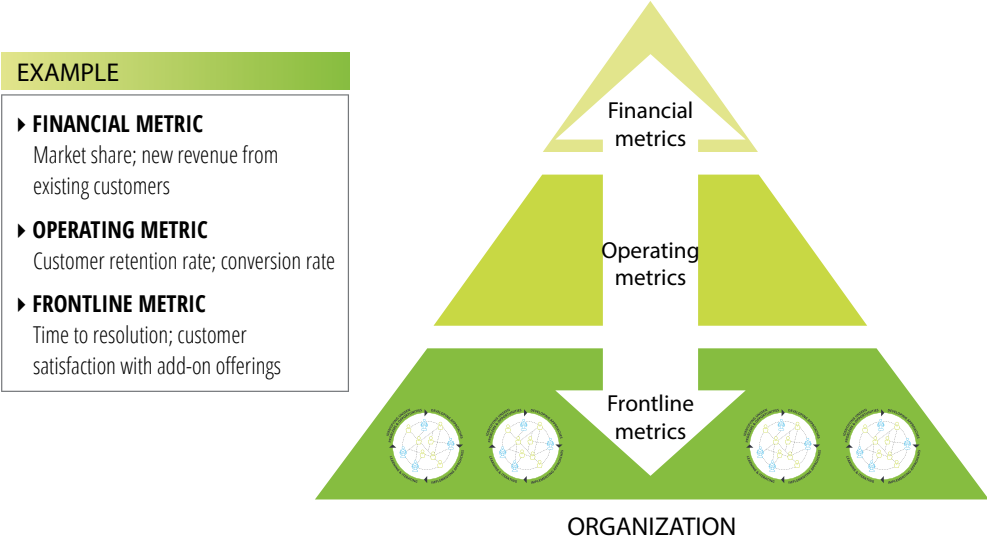 EXAMPLE
FINANCIAL METRIC
Market share; new revenue from
existing customers
OPERATING METRIC
Customer retention rate; conversion rate
FRONTLINE METRIC
Time to resolution; customer
satisfaction with add-on offerings
Financial
metrics
Operating
metrics
Frontline
metrics
ORGANIZATION